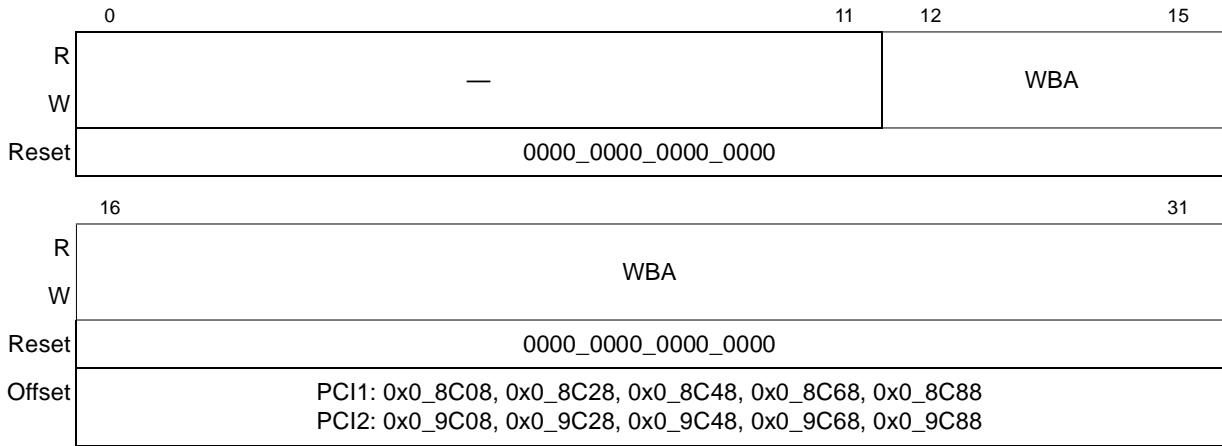 0 11 12 15
R
— WBA
W
Reset 0000_0000_0000_0000
16 31
R
WBA
W
Reset 0000_0000_0000_0000
Offset PCI1: 0x0_8C08, 0x0_8C28, 0x0_8C48, 0x0_8C68, 0x0_8C88
PCI2: 0x0_9C08, 0x0_9C28, 0x0_9C48, 0x0_9C68, 0x0_9C88